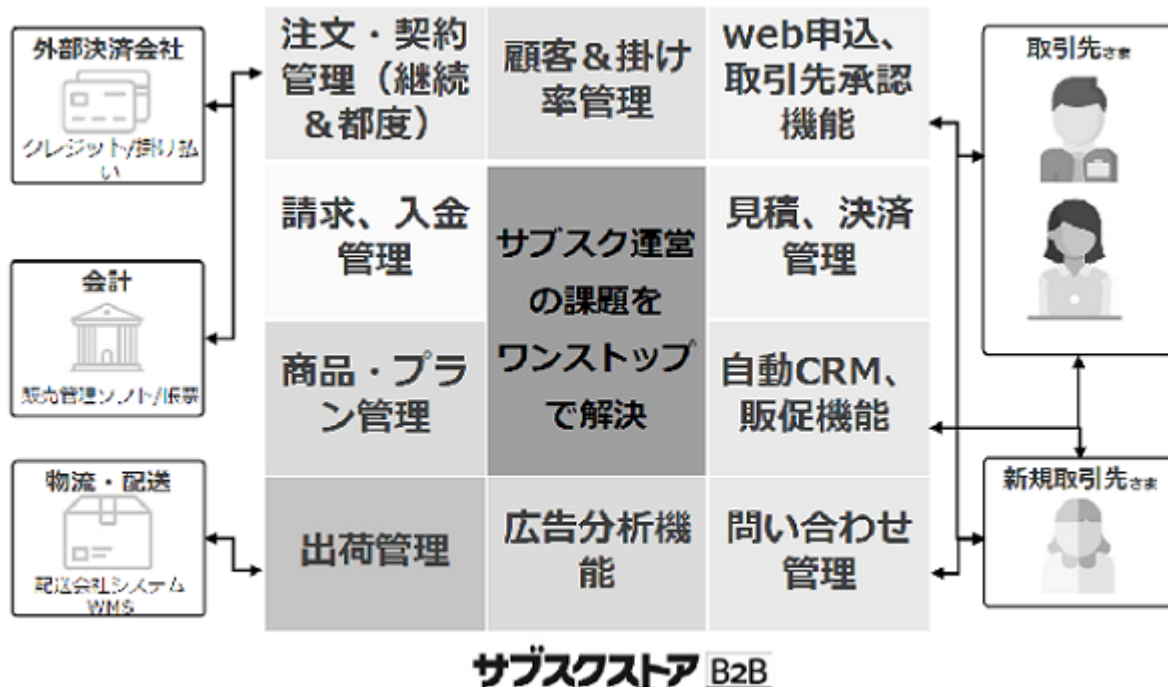 外部決済会社
クレジット/掛け払
い
会計
販売管理ソフト/帳票
物流・配送
配送会社システム
WMS
注文・契約
管理（継続
＆都度）
顧客＆掛け
率管理
web申込、
取引先承認
機能
請求、入金
管理
サブスク運営
の課題を
ワンストップ
で解決
見積、決済
管理
商品・プラ
ン管理
自動CRM、
販促機能
出荷管理
広告分析機
能
問い合わせ
管理
取引先さま
新規取引先さま
サブスクストア B2B